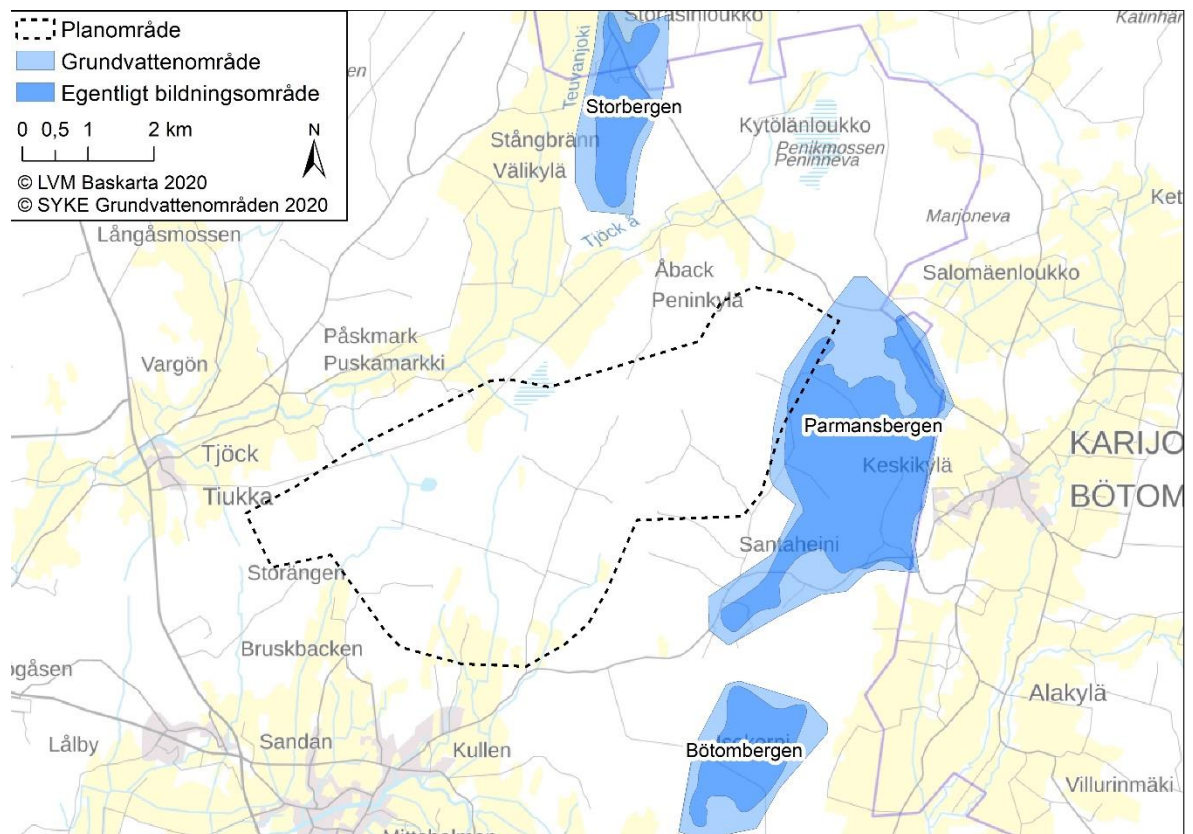 Planområde
Grundvattenområde
Egentligt bildningsområde
0 0,5 1 2 km
N
© LVM Baskarta 2020
© SYKE Grundvattenområden 2020
Storåsinloukko
Teuvanjoki
Storbergen
Stångbränn
Välikylä
Kytölänloukko
Penikmossen
Peninneva
Långåsmossen
Tjöck å
Marjoneva
Åback
Peninkylä
Salomäenloukko
Påskmark
Puskamarkki
Vargön
Tjöck
Tiukka
Parmansbergen
Keskikylä
KARIJO
BÖTOM
Santaheini
Storängen
Bruskbacken
Alakylä
Lålby
Sandan
Kullen
Bötombergen
Villurinmäki